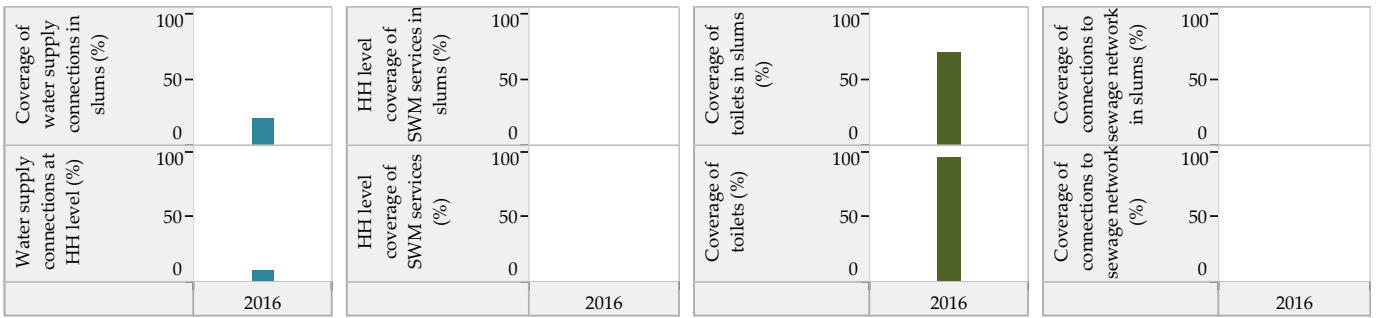 Coverage of
water supply
connections in
slums (%)
100
50
0
Water supply
connections at
HH level (%)
100
50
0
2016
HH level
coverage of
SWM services in
slums (%)
100
50
0
HH level
coverage of
SWM services
(%)
100
50
0
2016
Coverage of
toilets in slums
(%)
100
50
0
Coverage of
toilets (%)
100
50
0
2016
Coverage of
connections to
sewage network
in slums (%)
100
50
0
Coverage of
connections to
sewage network
(%)
100
50
0
2016